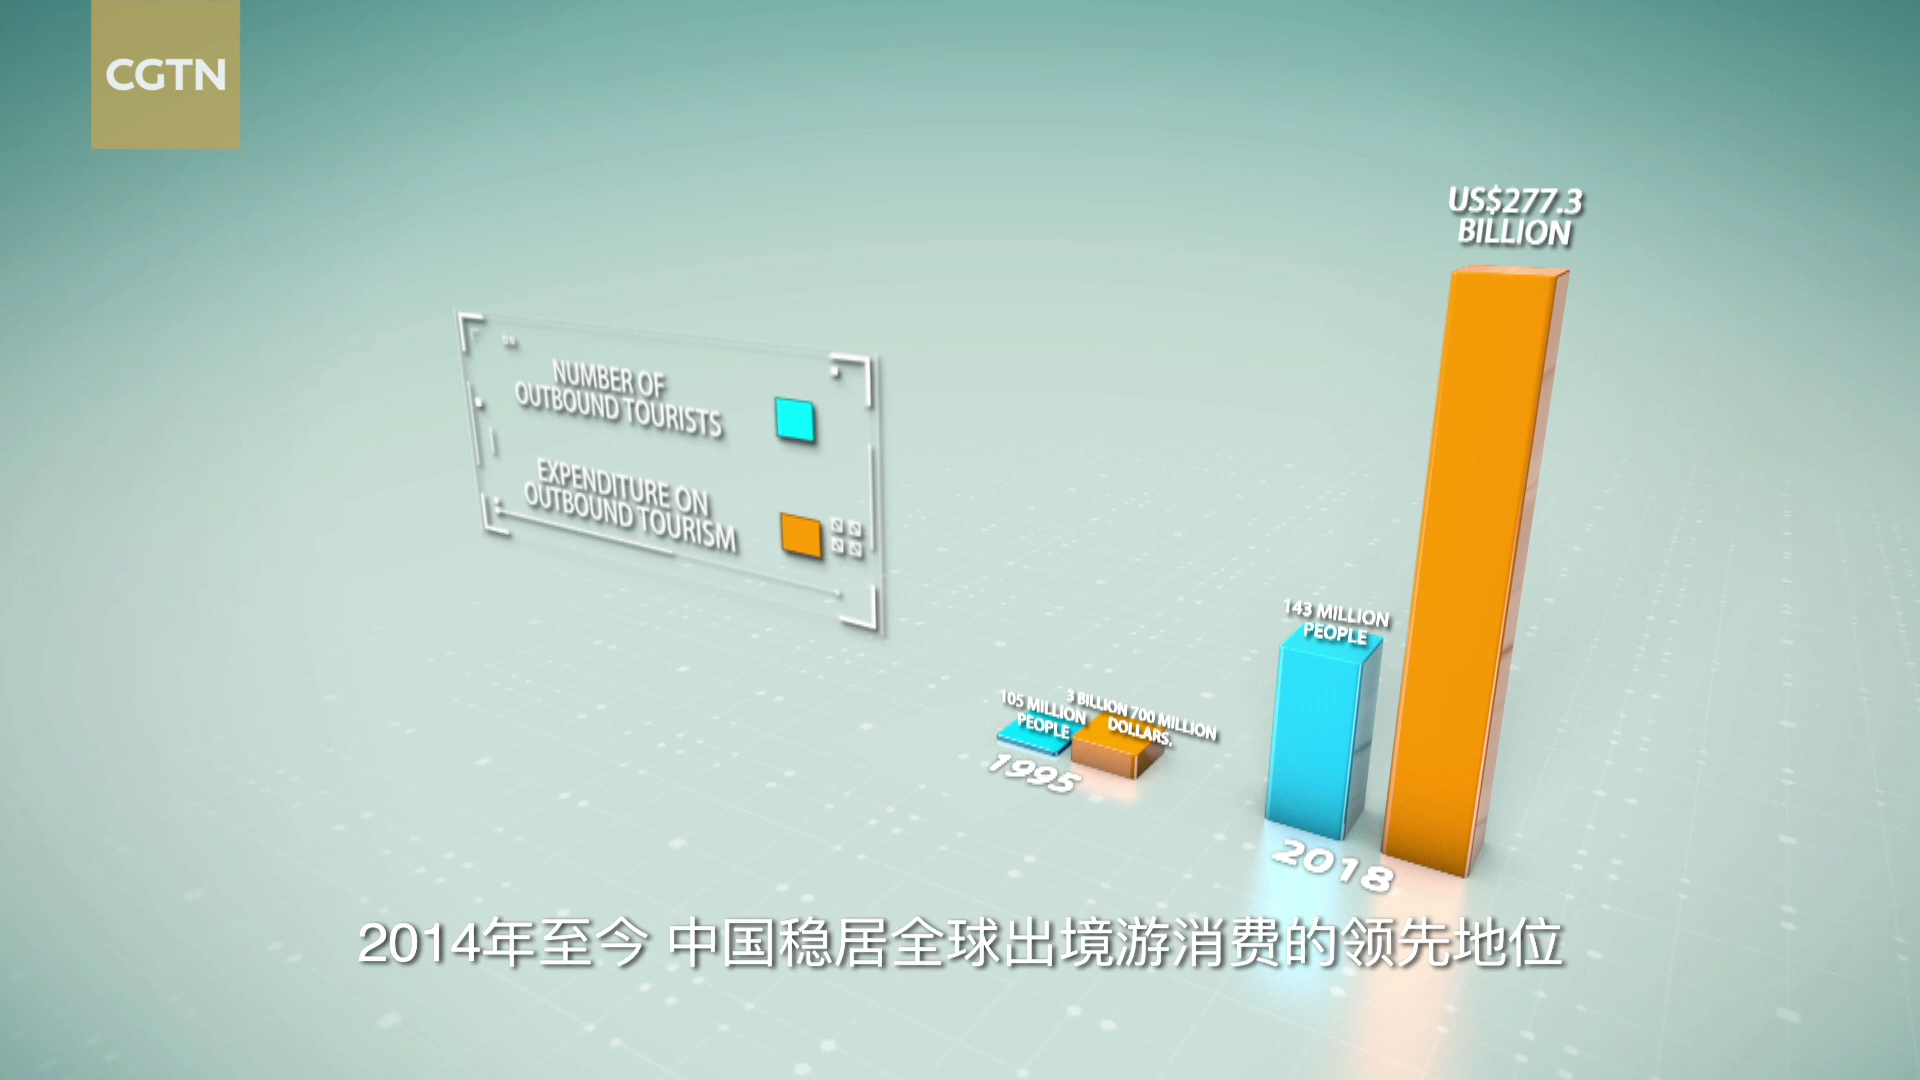 CGTN
US$277.3
BILLION
NUMBER OF
OUTBOUND TOURISTS
EXPENDITURE ON
OUTBOUND TOURISM
143 MILLION
PEOPLE
105 MILLION
PEOPLE
3 BILLION 700 MILLION
DOLLARS.
1995
2018
2014年至今 中国稳居全球出境游消费的领先地位